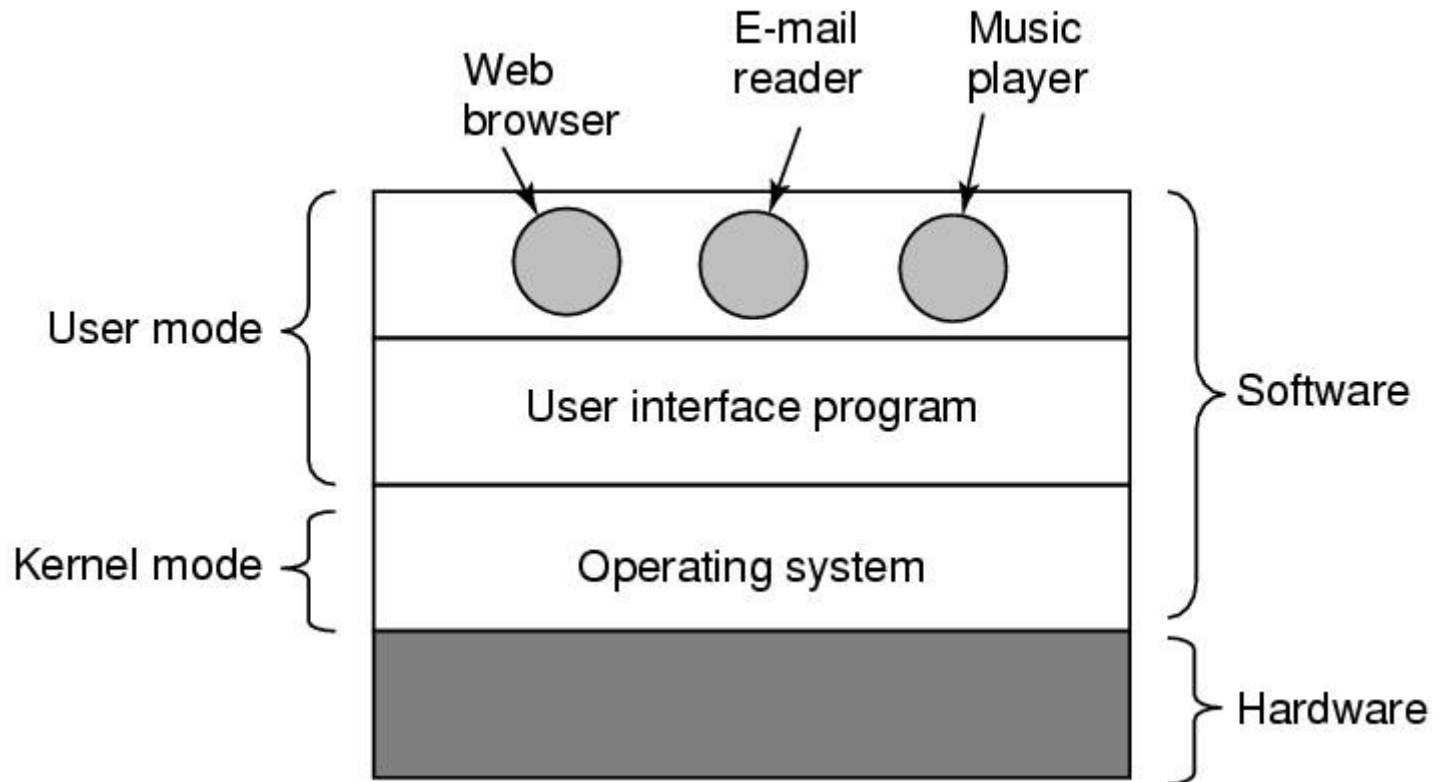 Web
browser
E-mail
reader
Music
player
User mode
User interface program
Software
Kernel mode
Operating system
Hardware